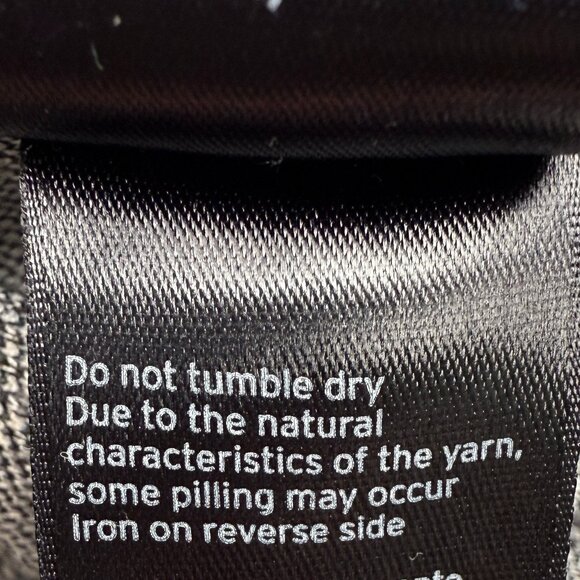 Do not tumble dry
Due to the natural
characteristics of the yarn,
some pilling may occur
Iron on reverse side